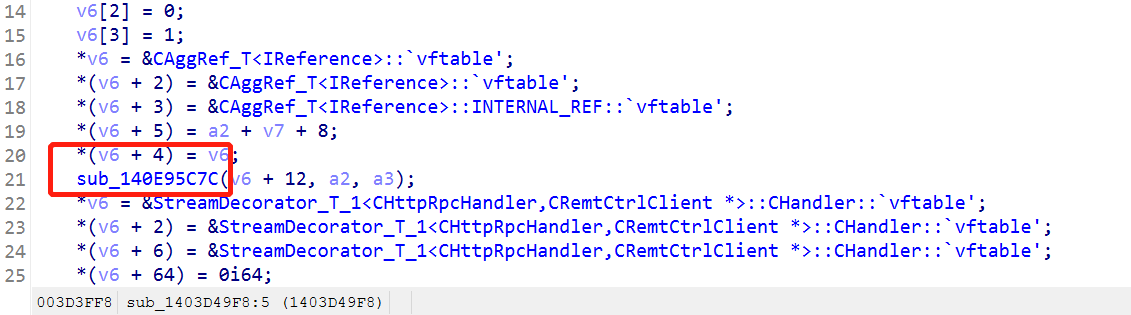 14 v6[2] = 0;
15 v6[3] = 1;
16 *v6 = &CAggRef_T<IReference>::`vftable';
17 *(v6 + 2) = &CAggRef_T<IReference>::`vftable';
18 *(v6 + 3) = &CAggRef_T<IReference>::INTERNAL_REF::`vftable';
19 *(v6 + 5) = a2 + v7 + 8;
20 *(v6 + 4) = v6;
21 sub_140E95C7C(v6 + 12, a2, a3);
22 *v6 = &StreamDecorator_T_1<CHttpRpcHandler,CRemtCtrlClient *>::CHandler::`vftable';
23 *(v6 + 2) = &StreamDecorator_T_1<CHttpRpcHandler,CRemtCtrlClient *>::CHandler::`vftable';
24 *(v6 + 6) = &StreamDecorator_T_1<CHttpRpcHandler,CRemtCtrlClient *>::CHandler::`vftable';
25 *(v6 + 64) = 0i64;
003D3FF8 sub_1403D49F8:5 (1403D49F8)